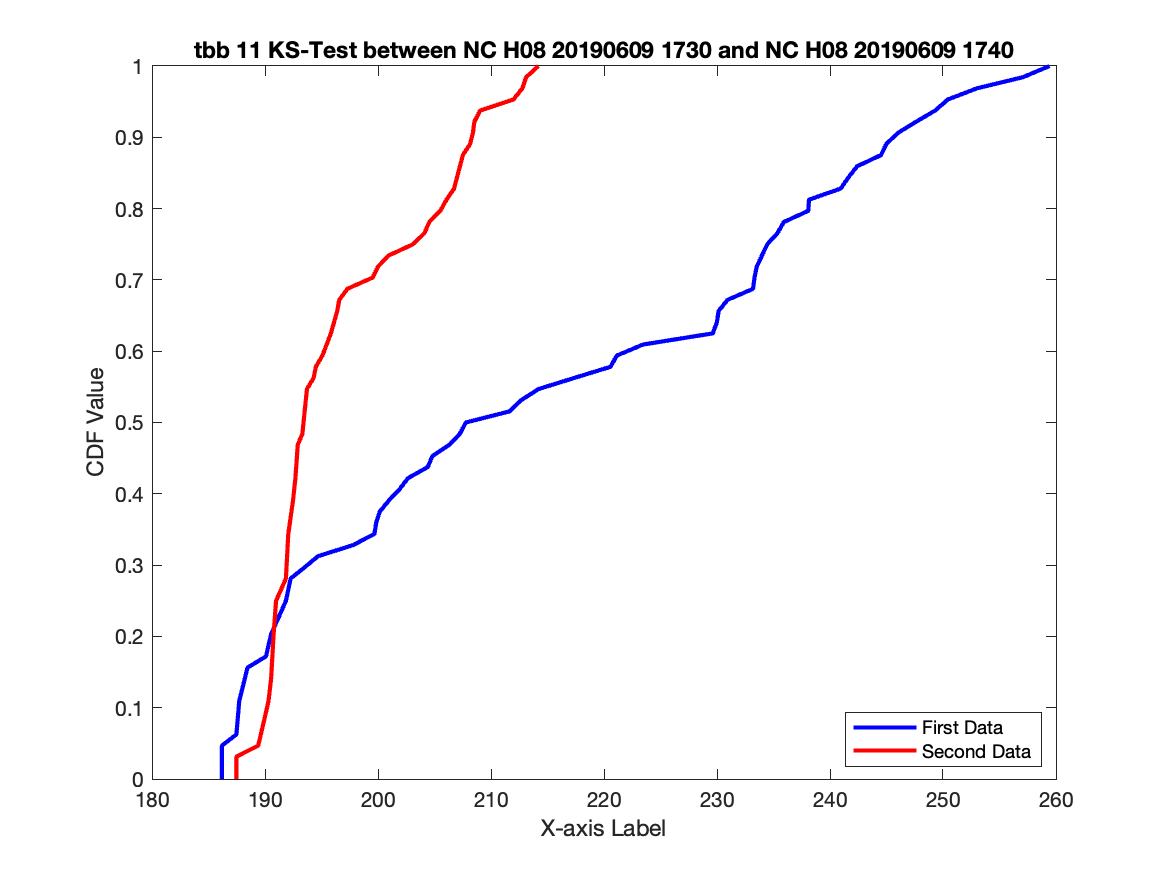 tbb 11 KS-Test between NC H08 20190609 1730 and NC H08 20190609 1740
1
0.9
0.8
0.7
0.6
0.5
0.4
0.3
0.2
0.1
0
CDF Value
180 190 200 210 220 230 240 250 260
X-axis Label
First Data
Second Data